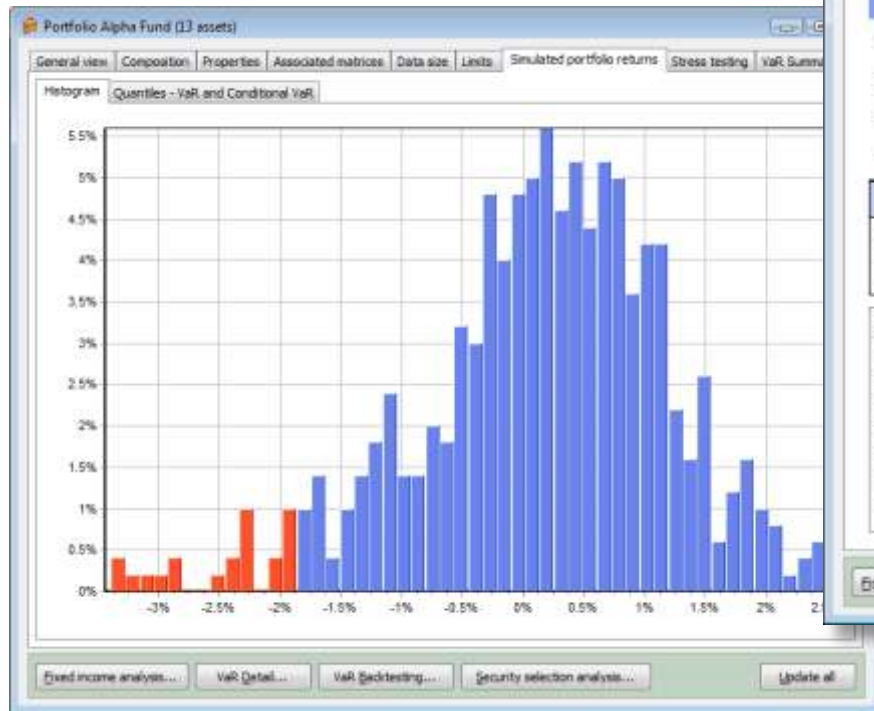 Portfolio Alpha Fund (13 assets)
General view Composition Properties Associated matrices Data size Limits Simulated portfolio returns Stress testing VaR Summa
Histogram Quantiles - VaR and Conditional VaR
5.5%
5%
4.5%
4%
3.5%
3%
2.5%
2%
1.5%
1%
0.5%
0%
-3% -2.5% -2% -1.5% -1% -0.5% 0% 0.5% 1% 1.5% 2% 2.
Fixed income analysis... VaR Detail... VaR Backtesting... Security selection analysis... Update all